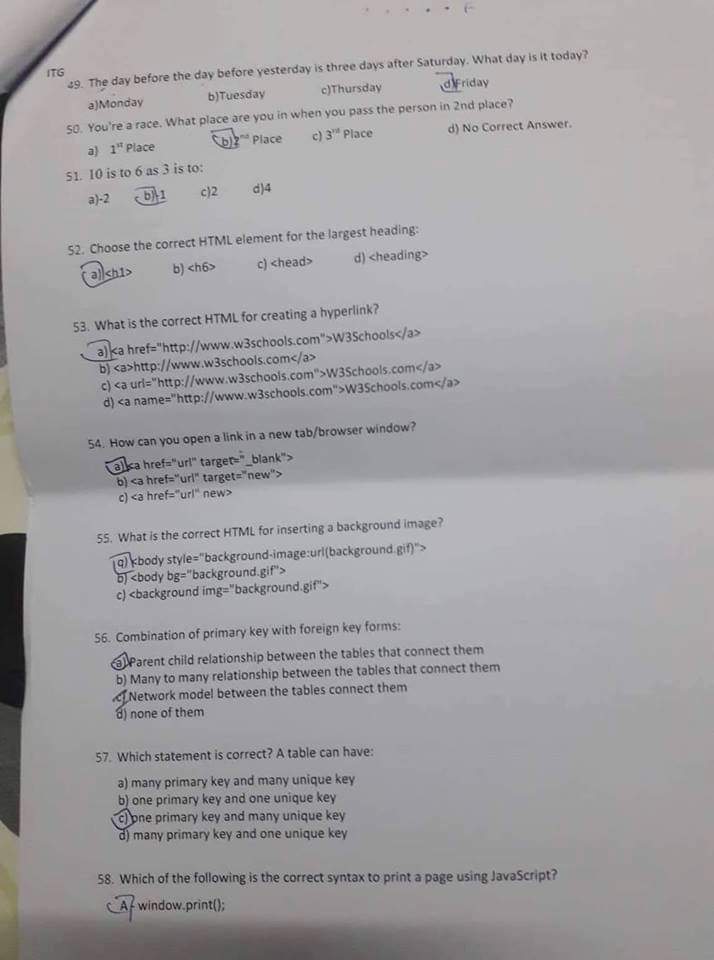 ITG
49. The day before the day before yesterday is three days after Saturday. What day is it today?
a)Monday b)Tuesday c)Thursday d)Friday
50. You're a race. What place are you in when you pass the person in 2nd place?
a) 1st Place b)2nd Place c) 3rd Place d) No Correct Answer.
51. 10 is to 6 as 3 is to:
a)-2 b)-1 c)2 d)4
52. Choose the correct HTML element for the largest heading:
a)<h1> b) <h6> c) <head> d) <heading>
53. What is the correct HTML for creating a hyperlink?
a)<a href="http://www.w3schools.com">W3Schools</a>
b) <a>http://www.w3schools.com</a>
c) <a url="http://www.w3schools.com">W3Schools.com</a>
d) <a name="http://www.w3schools.com">W3Schools.com</a>
54. How can you open a link in a new tab/browser window?
a)<a href="url" target="_blank">
b) <a href="url" target="new">
c) <a href="url" new>
55. What is the correct HTML for inserting a background image?
a)<body style="background-image:url(background.gif)">
b) <body bg="background.gif">
c) <background img="background.gif">
56. Combination of primary key with foreign key forms:
a)Parent child relationship between the tables that connect them
b) Many to many relationship between the tables that connect them
c) Network model between the tables connect them
d) none of them
57. Which statement is correct? A table can have:
a) many primary key and many unique key
b) one primary key and one unique key
c) one primary key and many unique key
d) many primary key and one unique key
58. Which of the following is the correct syntax to print a page using JavaScript?
A- window.print();